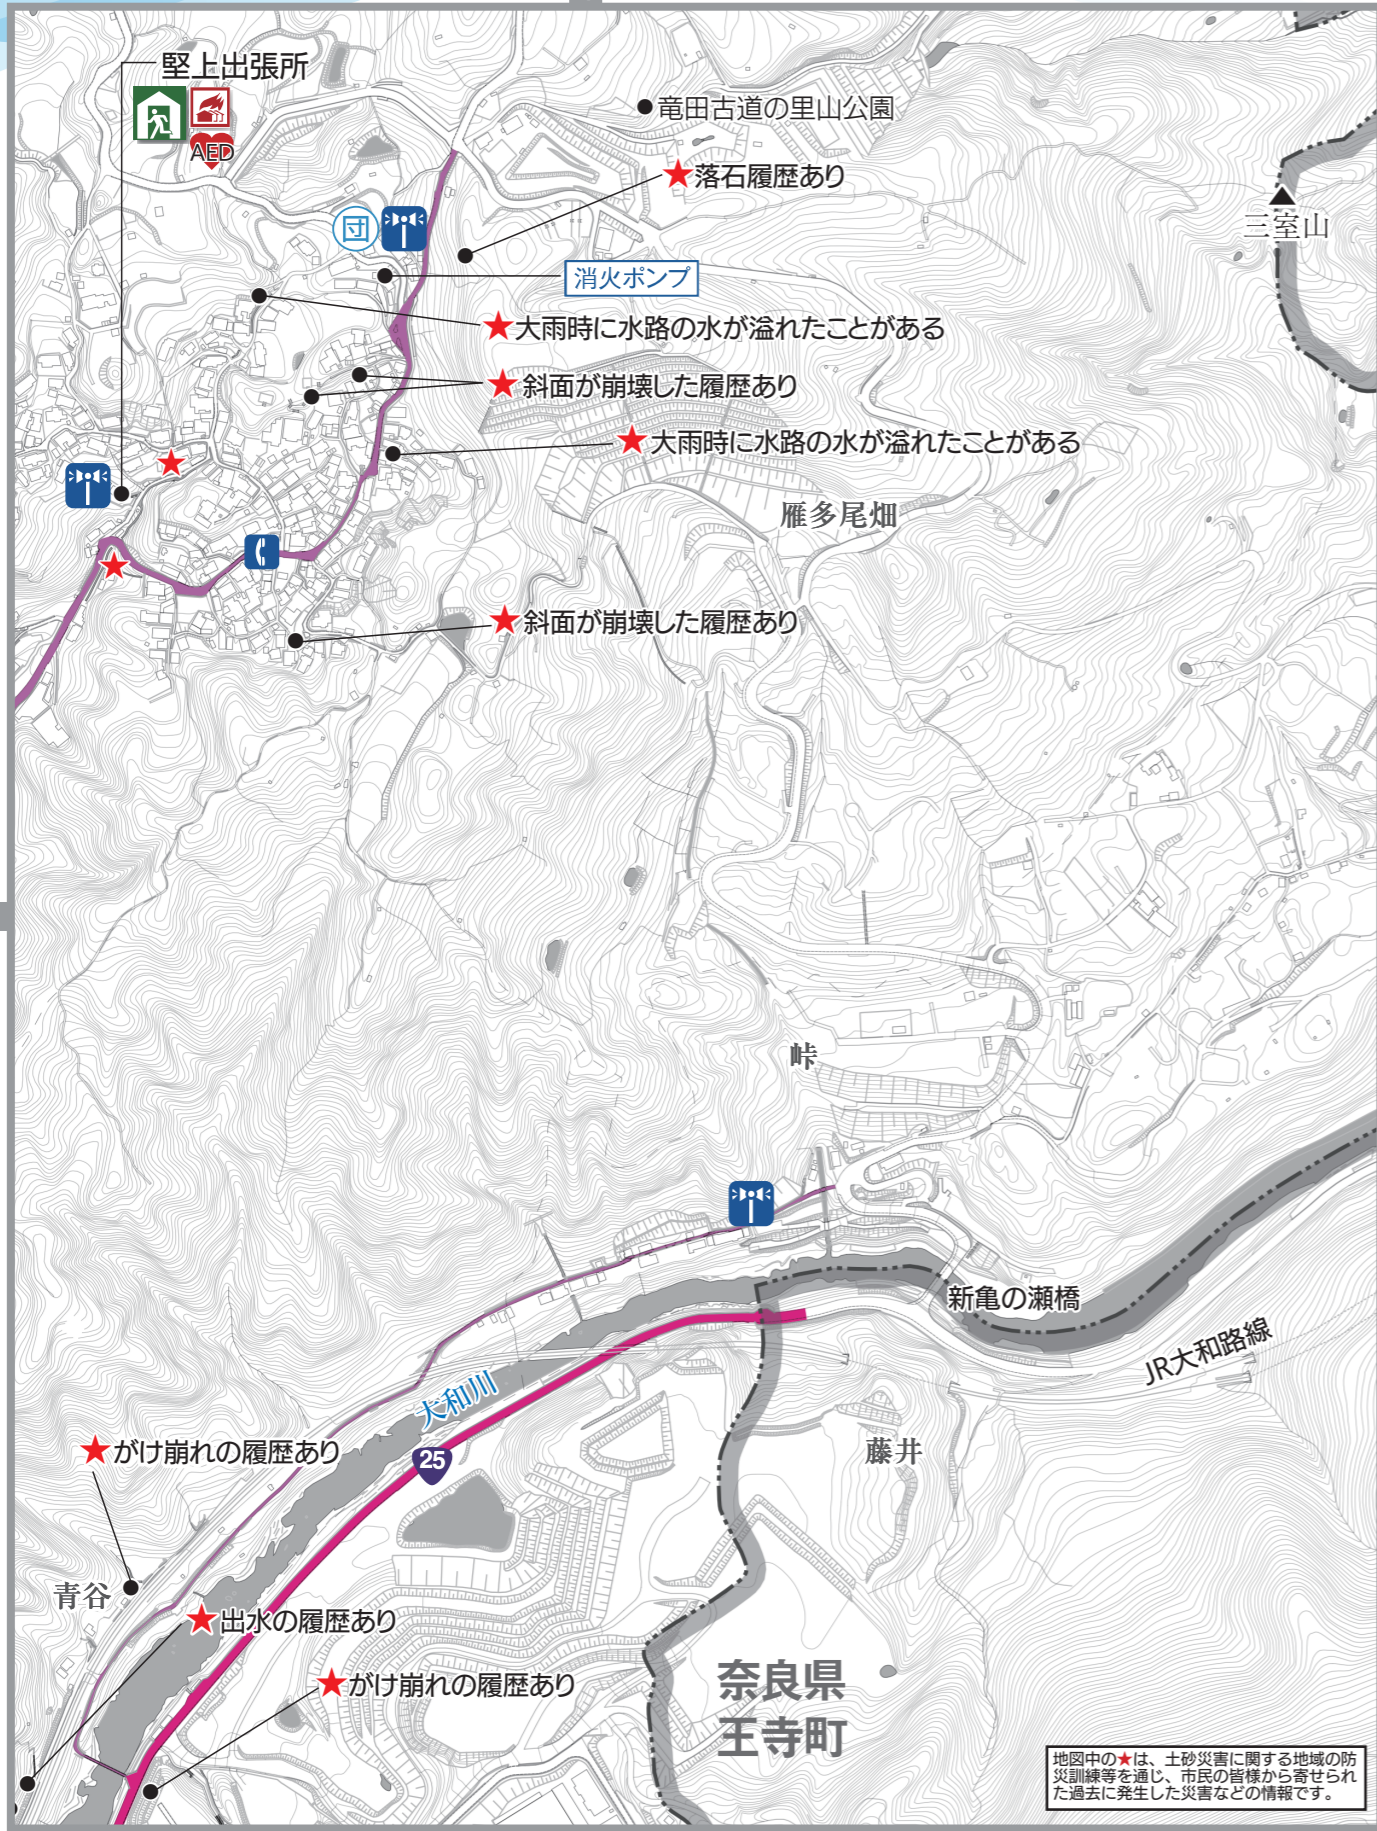 堅上出張所
AED
竜田古道の里山公園
★落石履歴あり
三室山
団
消火ポンプ
★大雨時に水路の水が溢れたことがある
★斜面が崩壊した履歴あり
★大雨時に水路の水が溢れたことがある
雁多尾畑
★斜面が崩壊した履歴あり
峠
新亀の瀬橋
JR大和路線
大和川
25
藤井
★がけ崩れの履歴あり
青谷
★出水の履歴あり
★がけ崩れの履歴あり
奈良県
王寺町
地図中の★は、土砂災害に関する地域の防
災訓練等を通じ、市民の皆様から寄せられ
た過去に発生した災害などの情報です。